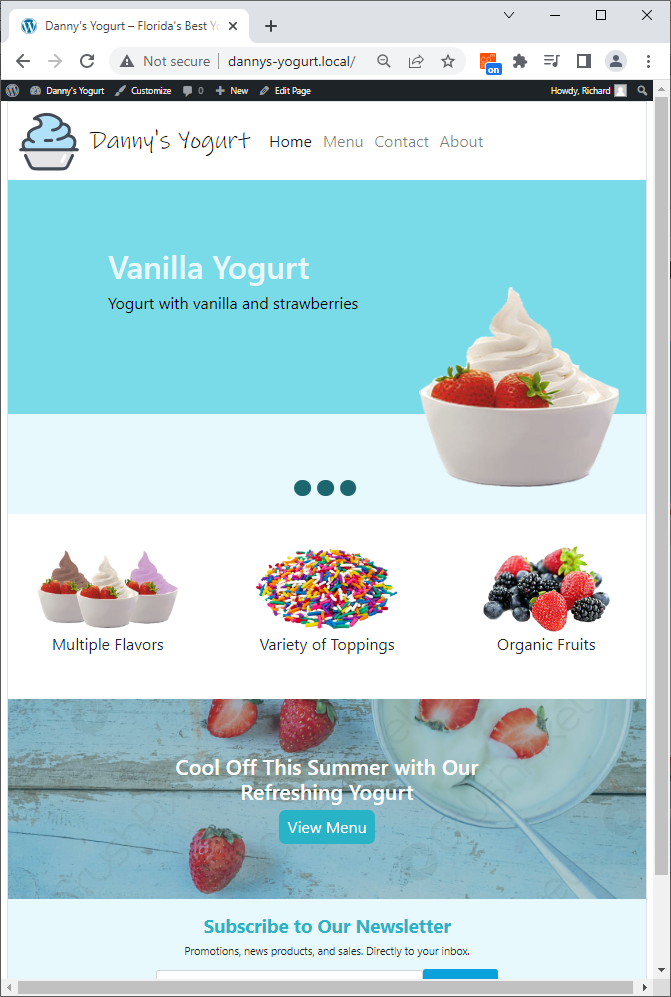 Danny's Yogurt – Florida's Best Yo
Not secure
dannys-yogurt.local/
on
Danny's Yogurt Customize 0 New Edit Page Howdy, Richard
Danny's Yogurt Home Menu Contact About
Vanilla Yogurt
Yogurt with vanilla and strawberries
Multiple Flavors Variety of Toppings Organic Fruits
Cool Off This Summer with Our
Refreshing Yogurt
View Menu
Subscribe to Our Newsletter
Promotions, news products, and sales. Directly to your inbox.